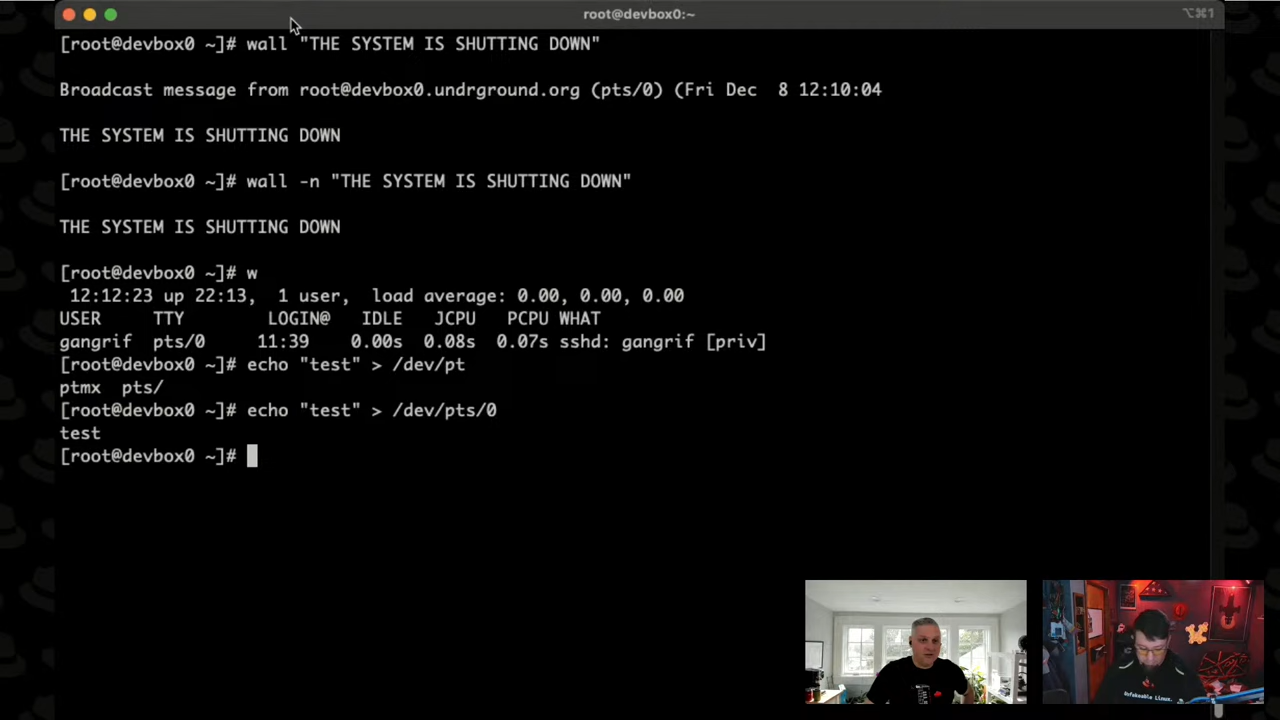 root@devbox0:~
⌥⌘1
[root@devbox0 ~]# wall "THE SYSTEM IS SHUTTING DOWN"
Broadcast message from root@devbox0.undrground.org (pts/0) (Fri Dec  8 12:10:04
THE SYSTEM IS SHUTTING DOWN
[root@devbox0 ~]# wall -n "THE SYSTEM IS SHUTTING DOWN"
THE SYSTEM IS SHUTTING DOWN
[root@devbox0 ~]# w
 12:12:23 up 22:13,  1 user,  load average: 0.00, 0.00, 0.00
USER     TTY        LOGIN@   IDLE   JCPU   PCPU WHAT
gangrif  pts/0     11:39    0.00s  0.08s  0.07s sshd: gangrif [priv]
[root@devbox0 ~]# echo "test" > /dev/pt
ptmx  pts/
[root@devbox0 ~]# echo "test" > /dev/pts/0
test
[root@devbox0 ~]#
Unfakeable Linux.